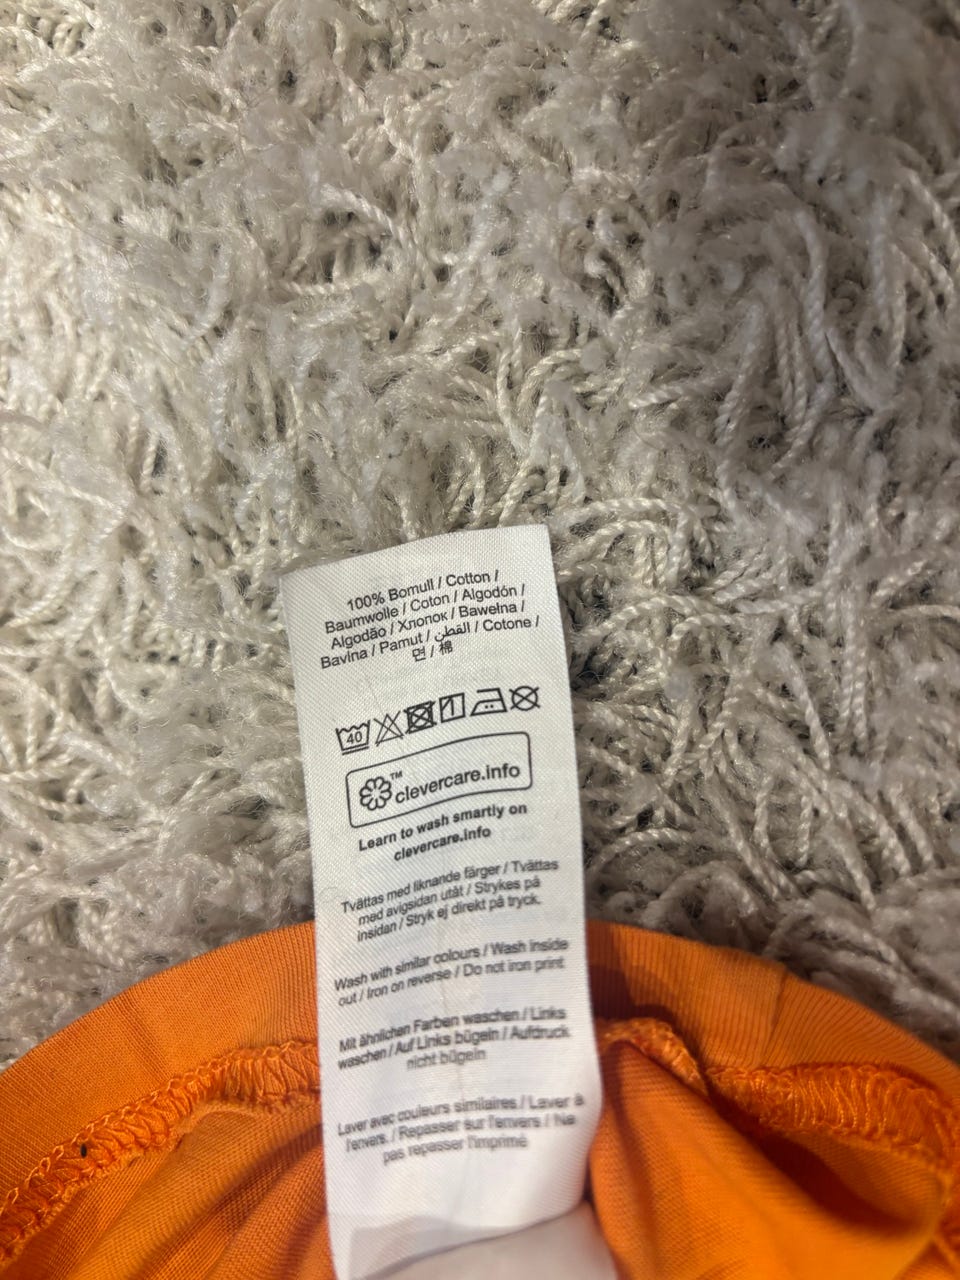 100% Bomull / Cotton /
Baumwolle / Coton / Algodón /
Algodão / Хлопок / Bawełna /
Bavlna / Pamut / القطن / Cotone /
면 / 棉
40
TM
clevercare.info
Learn to wash smartly on
clevercare.info
Tvättas med liknande färger / Tvättas
med avigsidan utåt / Strykes på
insidan / Stryk ej direkt på tryck.
Wash with similar colours / Wash inside
out / Iron on reverse / Do not iron print
Mit ähnlichen Farben waschen / Links
waschen / Auf Links bügeln / Aufdruck
nicht bügeln
Laver avec couleurs similaires / Laver à
l'envers. / Repasser sur l'envers / Ne
pas repasser l'imprimé